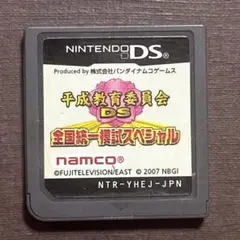 NINTENDO DS
Produced by 株式会社バンダイナムコゲームス
平成教育委員会
DS
全国統一模試スペシャル
namco®
©FUJITELEVISION/EAST © 2007 NBGI
NTR-YHEJ-JPN